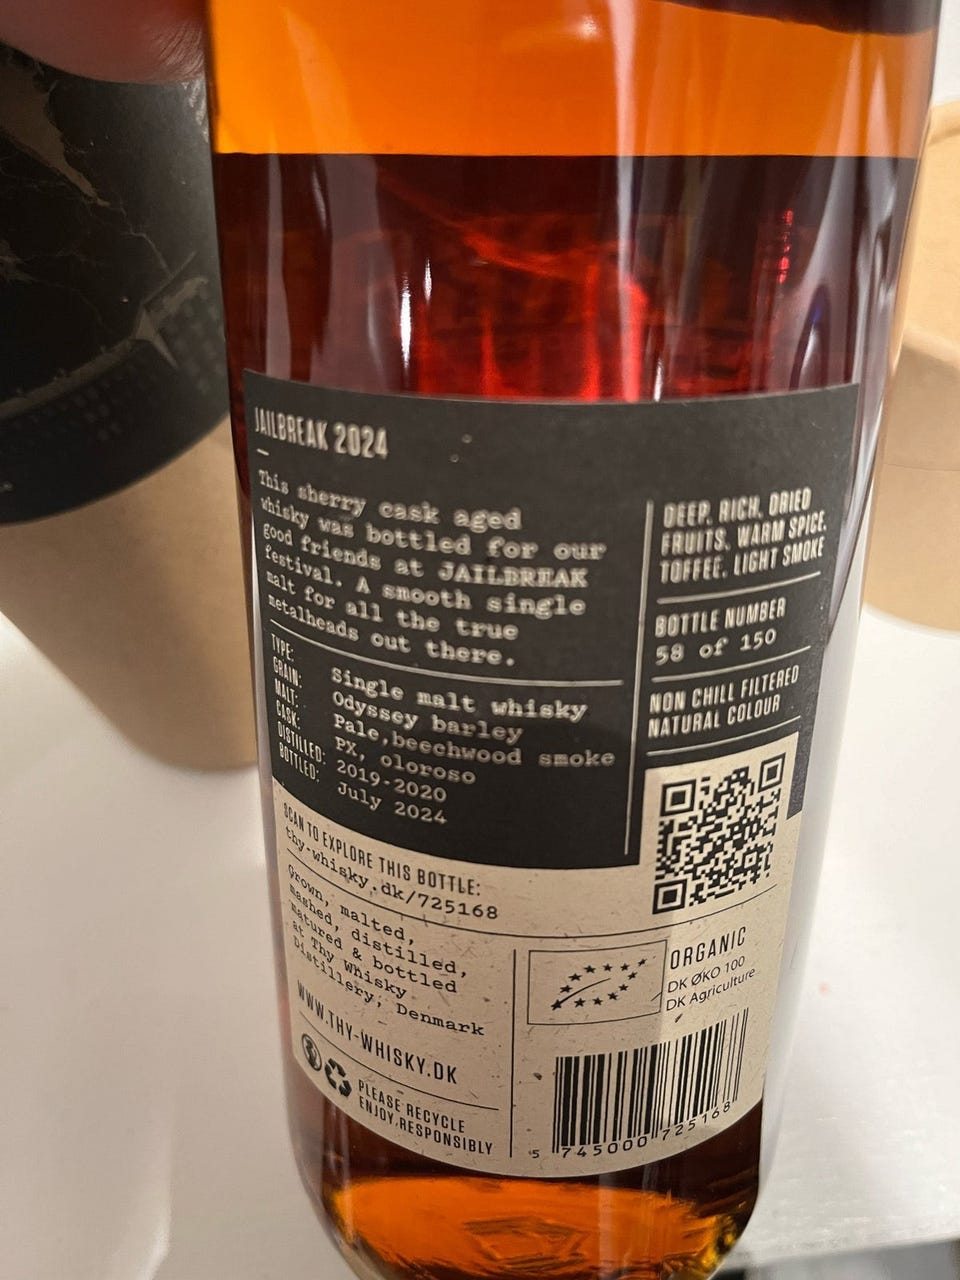 JAILBREAK 2024
This sherry cask aged
whisky was bottled for our
good friends at JAILBREAK
festival. A smooth single
malt for all the true
metalheads out there.
TYPE: Single malt whisky
GRAIN: Odyssey barley
MALT: Pale, beechwood smoke
CASK: PX, oloroso
DISTILLED: 2019-2020
BOTTLED: July 2024
DEEP, RICH, DRIED
FRUITS, WARM SPICE,
TOFFEE, LIGHT SMOKE
BOTTLE NUMBER
58 of 150
NON CHILL FILTERED
NATURAL COLOUR
SCAN TO EXPLORE THIS BOTTLE:
thy-whisky.dk/725168
Grown, malted,
mashed, distilled,
matured & bottled
at Thy Whisky
Distillery, Denmark
WWW.THY-WHISKY.DK
PLEASE RECYCLE
ENJOY RESPONSIBLY
ORGANIC
DK ØKO 100
DK Agriculture
5 745000 725168